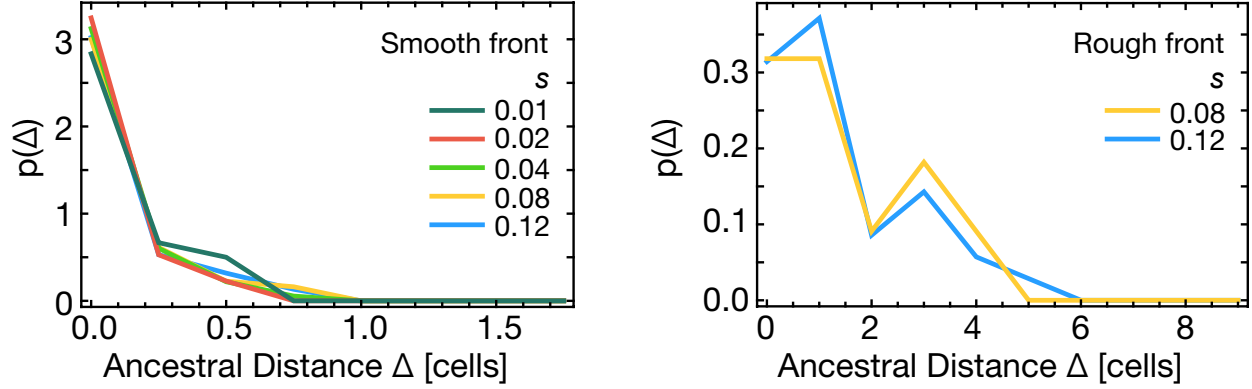 p(Δ)
3
2
1
0
Smooth front
s
0.01
0.02
0.04
0.08
0.12
0.0 0.5 1.0 1.5
Ancestral Distance Δ [cells]
p(Δ)
0.3
0.2
0.1
0.0
Rough front
s
0.08
0.12
0 2 4 6 8
Ancestral Distance Δ [cells]